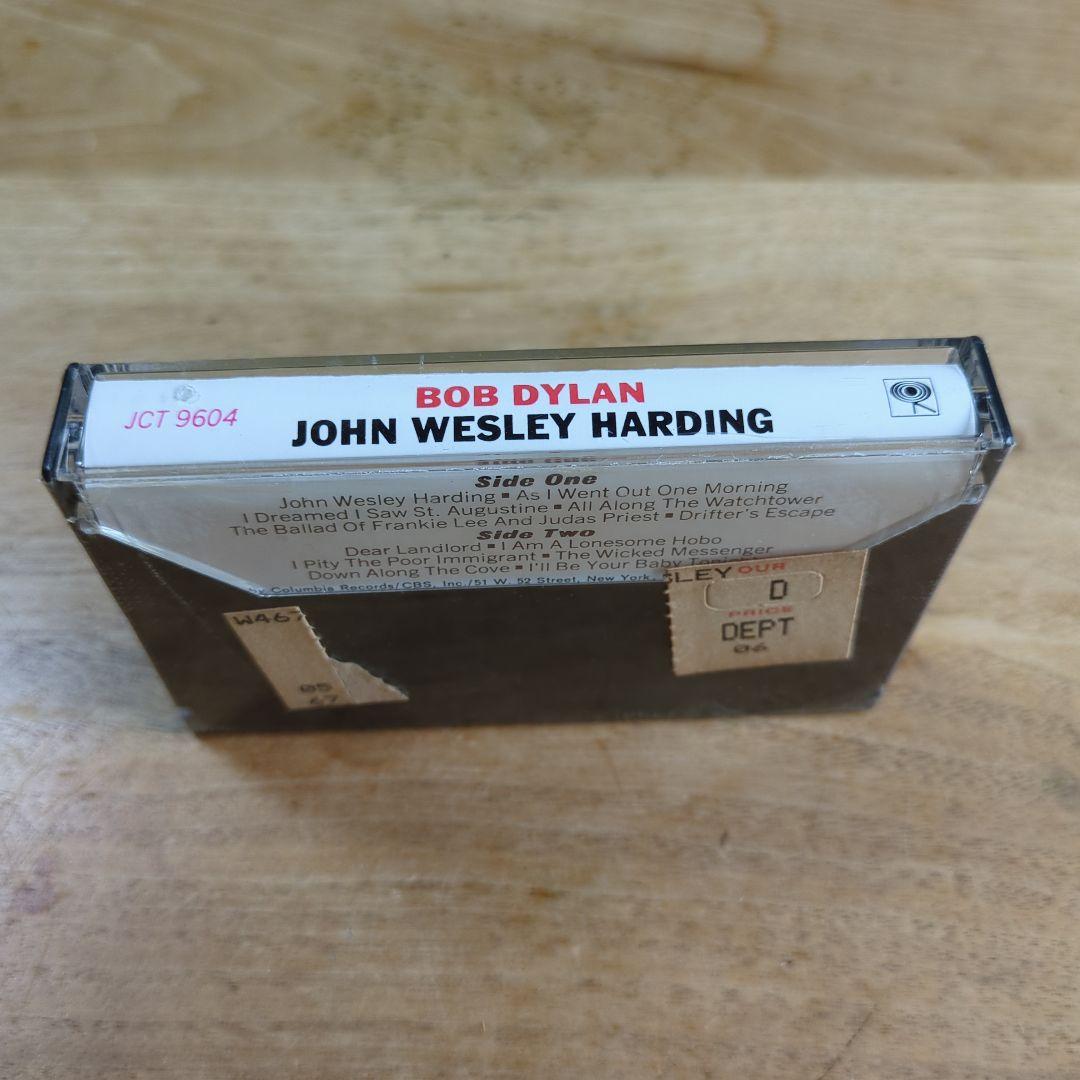 BOB DYLAN
JCT 9604
JOHN WESLEY HARDING
Side One
John Wesley Harding ▪ As I Went Out One Morning
I Dreamed I Saw St. Augustine ▪ All Along The Watchtower
The Ballad Of Frankie Lee And Judas Priest ▪ Drifter's Escape
Side Two
Dear Landlord ▪ I Am A Lonesome Hobo
I Pity The Poor Immigrant ▪ The Wicked Messenger
Down Along The Cove ▪ I'll Be Your Baby Tonight
Columbia Records/CBS, Inc./51 W. 52 Street, New York,
SLEY OUR
D
PRICE
DEPT
06
W467
05
67